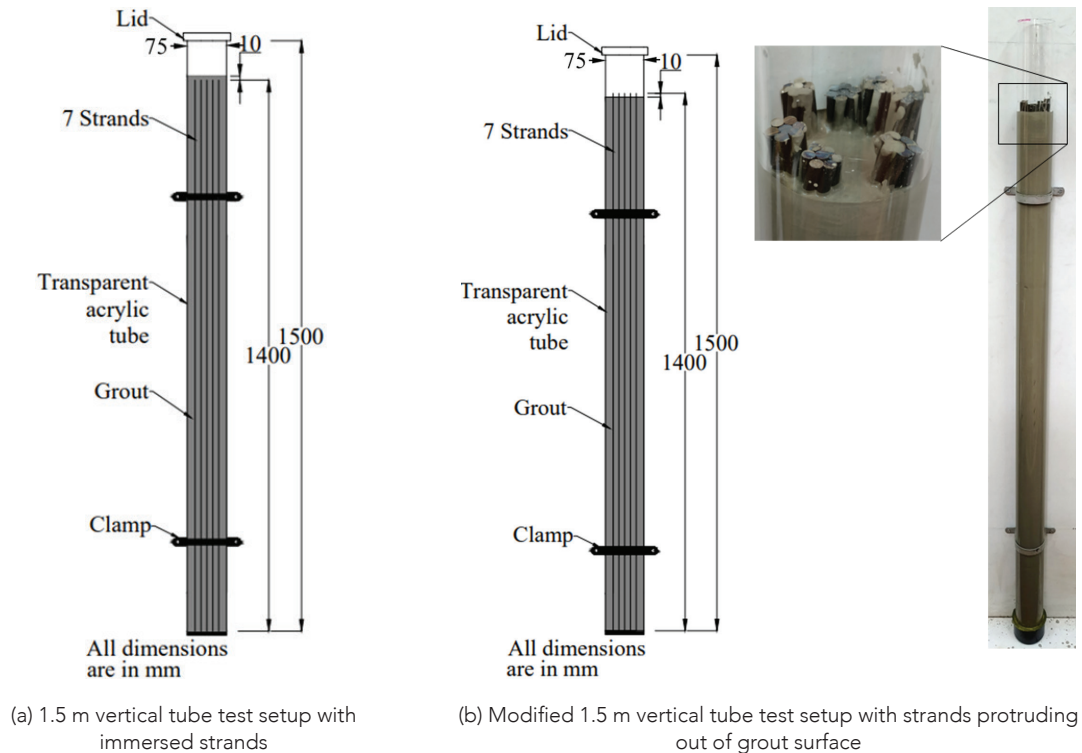 Lid
75
10
7 Strands
Transparent
acrylic
tube
1500
1400
Grout
Clamp
All dimensions
are in mm
(a) 1.5 m vertical tube test setup with
immersed strands
Lid
75
10
7 Strands
Transparent
acrylic
tube
1500
1400
Grout
Clamp
All dimensions
are in mm
(b) Modified 1.5 m vertical tube test setup with strands protruding
out of grout surface